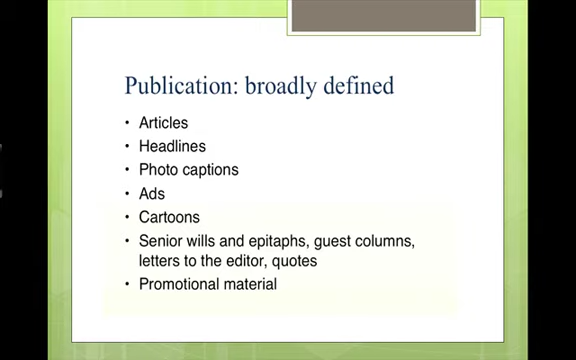 Publication: broadly defined
• Articles
• Headlines
• Photo captions
• Ads
• Cartoons
• Senior wills and epitaphs, guest columns,
letters to the editor, quotes
• Promotional material